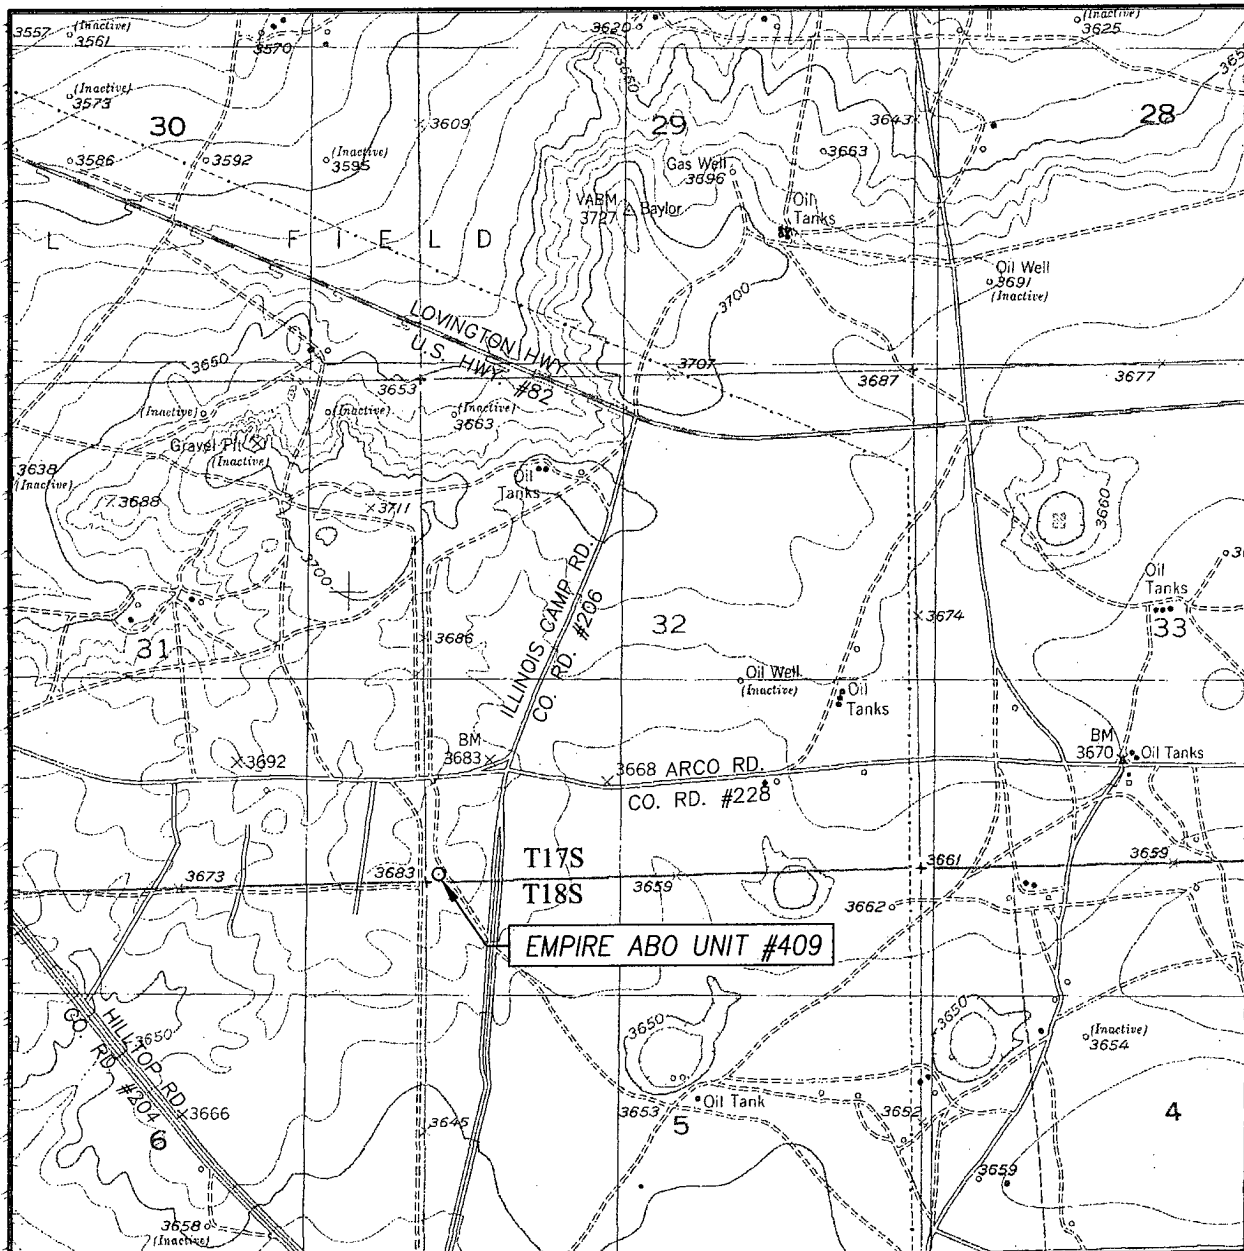 3557
(Inactive)
3561
3570
3620
(Inactive)
3625
3650
(Inactive)
3573
30
3609
29
3643
28
3586
3592
(Inactive)
3595
3663
Gas Well
3696
VABM
3727
Baylor
Oil
Tanks
L FIELD
Oil Well
3691
(Inactive)
3700
LOVINGTON HWY
U.S. HWY. #82
3650
3653
3707
3687
3677
(Inactive)
(Inactive)
(Inactive)
3663
Gravel Pit
(Inactive)
3638
(Inactive)
Oil
Tanks
3660
3688
3711
3700
Oil
Tanks
31
3686
ILLINOIS CAMP RD.
CO. RD. #206
32
3674
33
Oil Well
(Inactive)
Oil
Tanks
BM
3683
BM
3670
Oil Tanks
3692
3668
ARCO RD.
CO. RD. #228
T17S
T18S
3673
3683
3659
3661
3659
3662
EMPIRE ABO UNIT #409
HILLTOP RD.
CO. RD. #204
3650
3650
3650
(Inactive)
3654
3666
3645
3653
Oil Tank
3652
6
5
4
3659
3658
(Inactive)